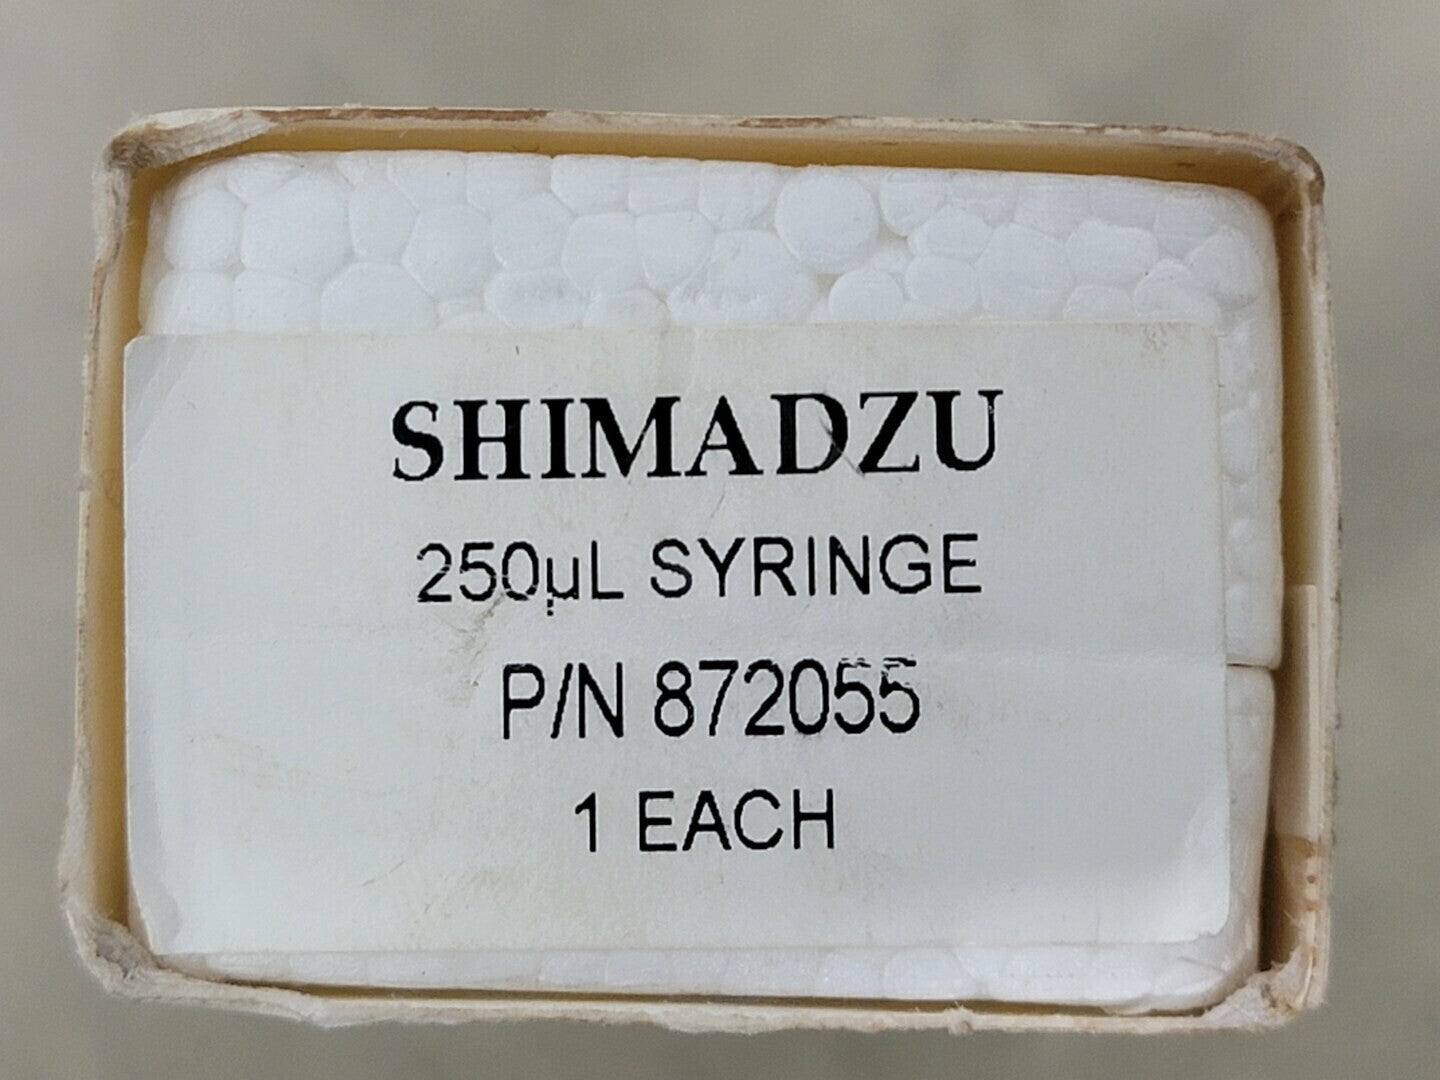 SHIMADZU
250µL SYRINGE
P/N 872055
1 EACH